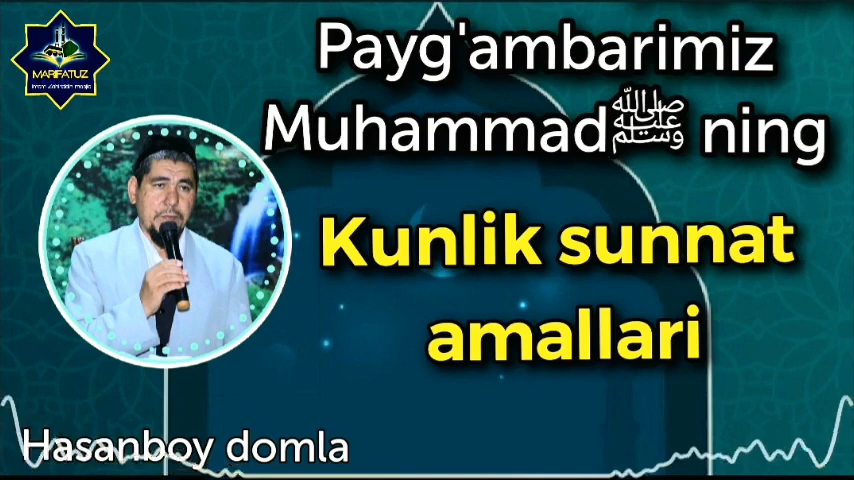 MARIFATUZ
Payg'ambarimiz
Muhammadﷺ ning
Kunlik sunnat
amallari
Hasanboy domla